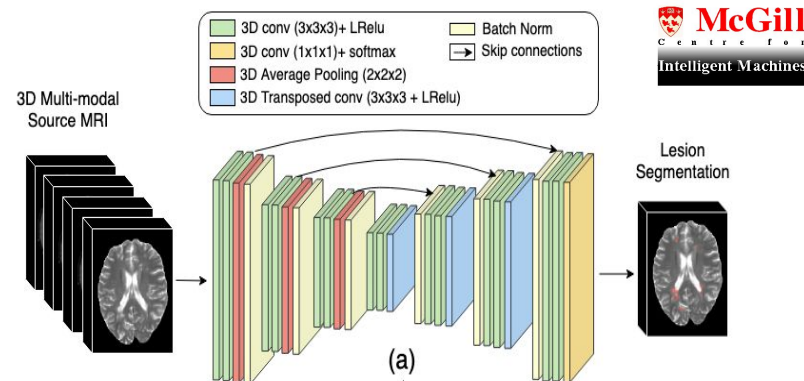 3D conv (3x3x3)+ LRelu
3D conv (1x1x1)+ softmax
3D Average Pooling (2x2x2)
3D Transposed conv (3x3x3 + LRelu)
Batch Norm
Skip connections
McGill
Centre for
Intelligent Machines
3D Multi-modal
Source MRI
Lesion
Segmentation
(a)